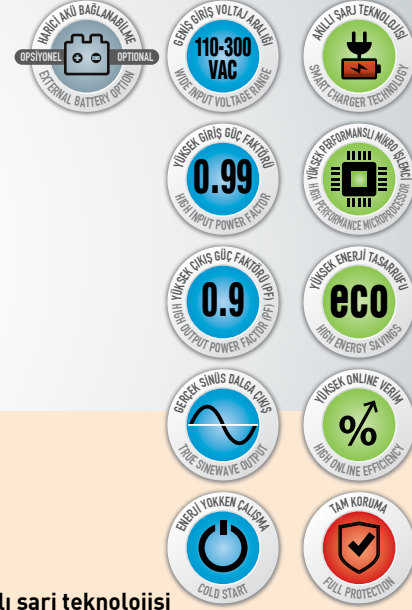 HARİCİ AKÜ BAĞLANABİLME
OPSİYONEL
OPTIONAL
EXTERNAL BATTERY OPTION
GENİŞ GİRİŞ VOLTAJ ARALIĞI
110-300
VAC
WIDE INPUT VOLTAGE RANGE
AKILLI ŞARJ TEKNOLOJİSİ
SMART CHARGER TECHNOLOGY
YÜKSEK GİRİŞ GÜÇ FAKTÖRÜ
0.99
HIGH INPUT POWER FACTOR
YÜKSEK PERFORMANSLI MİKRO İŞLEMCİ
HIGH PERFORMANCE MICROPROCESSOR
YÜKSEK ÇIKIŞ GÜÇ FAKTÖRÜ (PF)
0.9
HIGH OUTPUT POWER FACTOR (PF)
YÜKSEK ENERJİ TASARRUFU
eco
HIGH ENERGY SAVINGS
GERÇEK SİNÜS DALGA ÇIKIŞ
TRUE SINEWAVE OUTPUT
YÜKSEK ONLINE VERİM
%
HIGH ONLINE EFFICIENCY
ENERJİ YOKKEN ÇALIŞMA
COLD START
TAM KORUMA
FULL PROTECTION
lı şarj teknolojisi